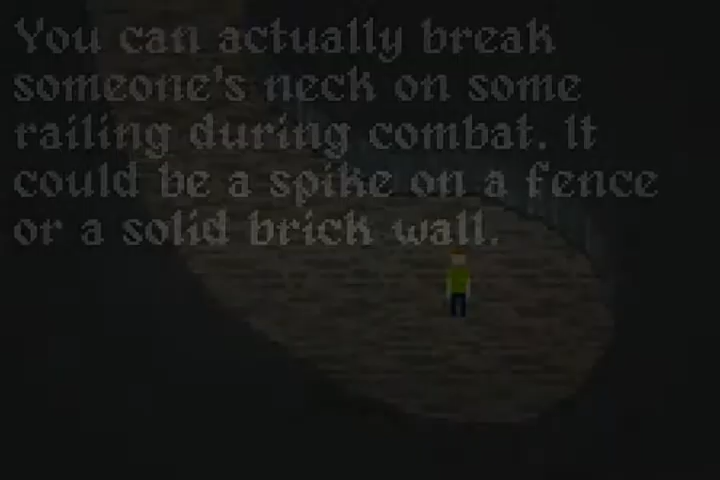 You can actually break
someone's neck on some
railing during combat. It
could be a spike on a fence
or a solid brick wall.